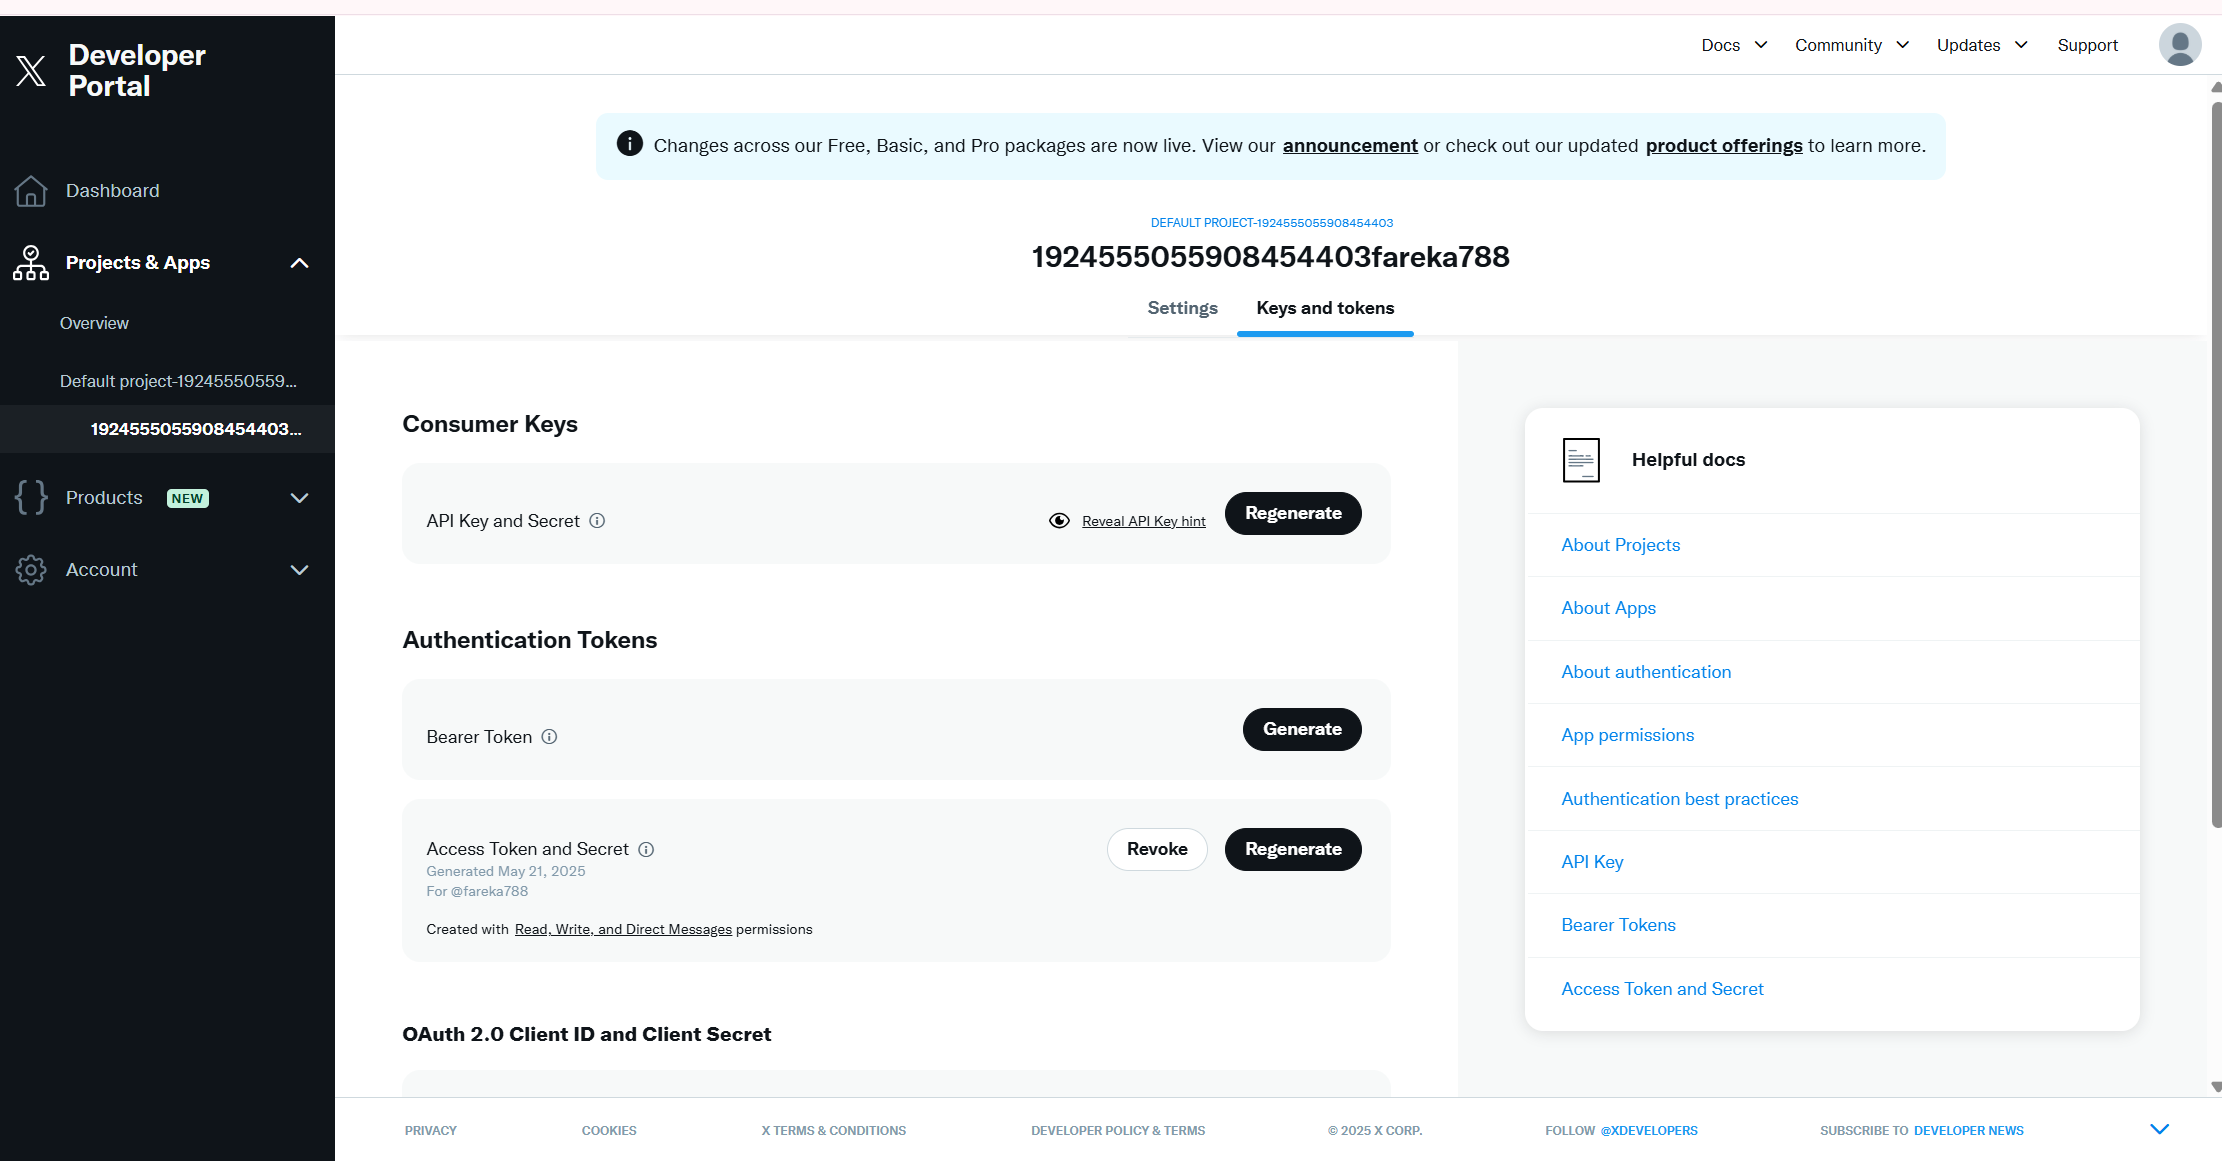 Developer
Portal
Dashboard
Projects & Apps
Overview
Default project-19245550559...
1924555055908454403...
Products NEW
Account
Docs Community Updates Support
Changes across our Free, Basic, and Pro packages are now live. View our announcement or check out our updated product offerings to learn more.
DEFAULT PROJECT-1924555055908454403
1924555055908454403fareka788
Settings Keys and tokens
Consumer Keys
API Key and Secret Reveal API Key hint Regenerate
Authentication Tokens
Bearer Token Generate
Access Token and Secret Revoke Regenerate
Generated May 21, 2025
For @fareka788
Created with Read, Write, and Direct Messages permissions
OAuth 2.0 Client ID and Client Secret
Helpful docs
About Projects
About Apps
About authentication
App permissions
Authentication best practices
API Key
Bearer Tokens
Access Token and Secret
PRIVACY COOKIES X TERMS & CONDITIONS DEVELOPER POLICY & TERMS © 2025 X CORP. FOLLOW @XDEVELOPERS SUBSCRIBE TO DEVELOPER NEWS